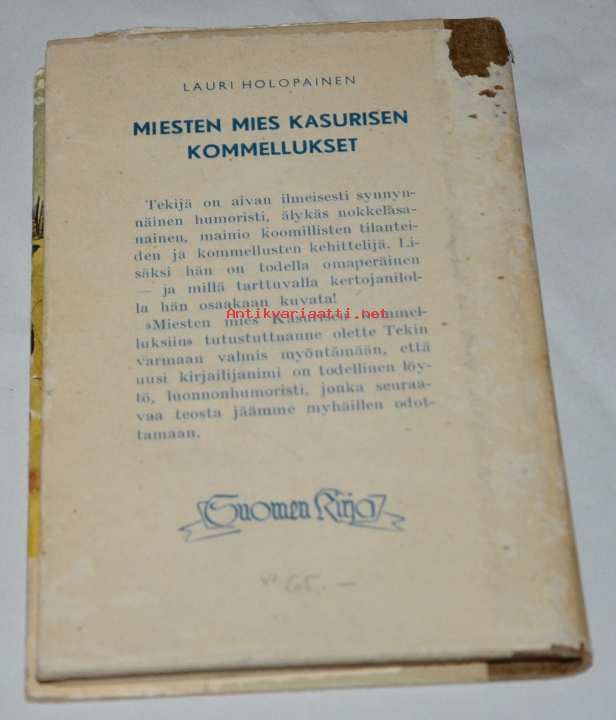 LAURI HOLOPAINEN
MIESTEN MIES KASURISEN
KOMMELLUKSET
Tekijä on aivan ilmeisesti synnyn-
näinen humoristi, älykäs nokkelasa-
nainen, mainio koomillisten tilantei-
den ja kommellusten kehittelijä. Li-
säksi hän on todella omaperäinen
— ja millä tarttuvalla kertojanilol-
la hän osaakaan kuvata!
Antikvariaatti.net
»Miesten mies Kasurisen kommel-
luksiin» tutustuttuanne olette Tekin
varmaan valmis myöntämään, että
uusi kirjailijanimi on todellinen löy-
tö, luonnonhumoristi, jonka seuraa-
vaa teosta jäämme myhäillen odot-
tamaan.
Suomen Kirja
65.—